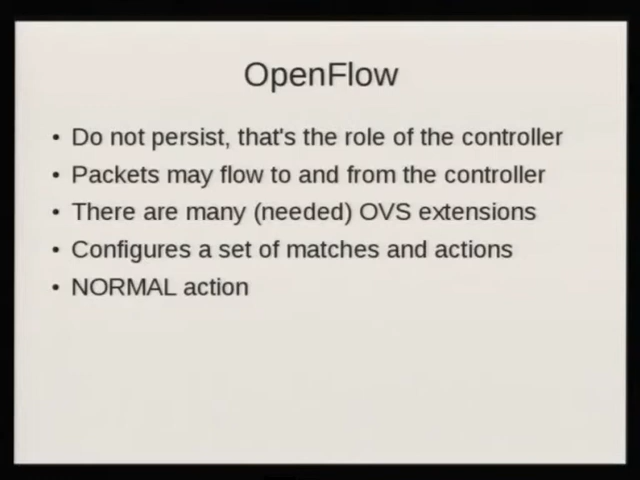 OpenFlow
• Do not persist, that's the role of the controller
• Packets may flow to and from the controller
• There are many (needed) OVS extensions
• Configures a set of matches and actions
• NORMAL action